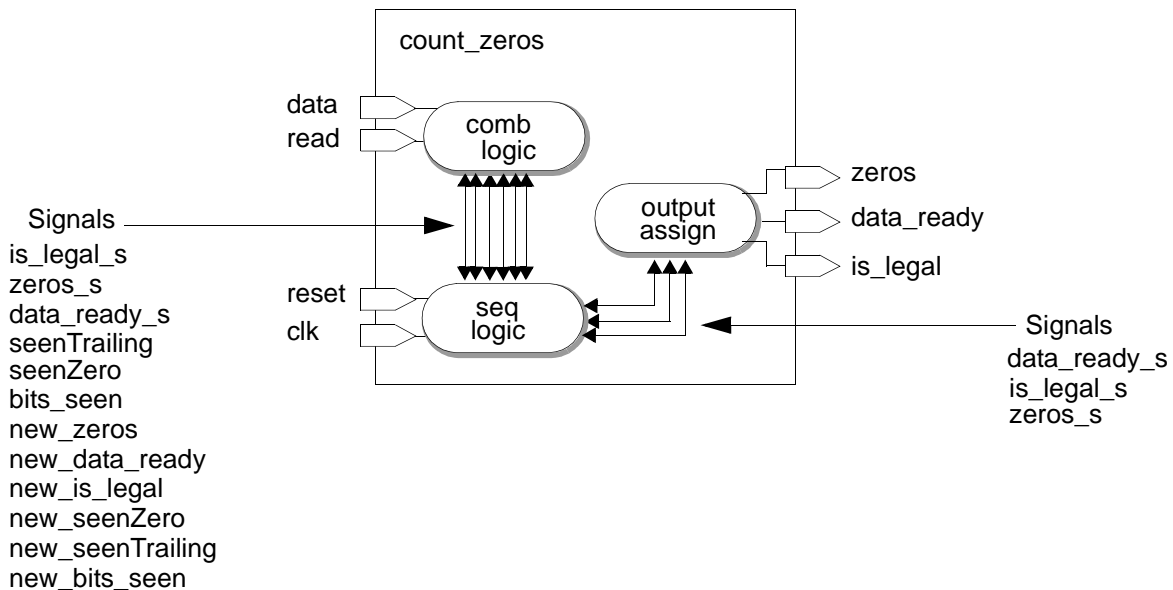 count_zeros
data
read
comb
logic
zeros
data_ready
is_legal
output
assign
Signals
is_legal_s
zeros_s
data_ready_s
seenTrailing
seenZero
bits_seen
new_zeros
new_data_ready
new_is_legal
new_seenZero
new_seenTrailing
new_bits_seen
reset
clk
seq
logic
Signals
data_ready_s
is_legal_s
zeros_s